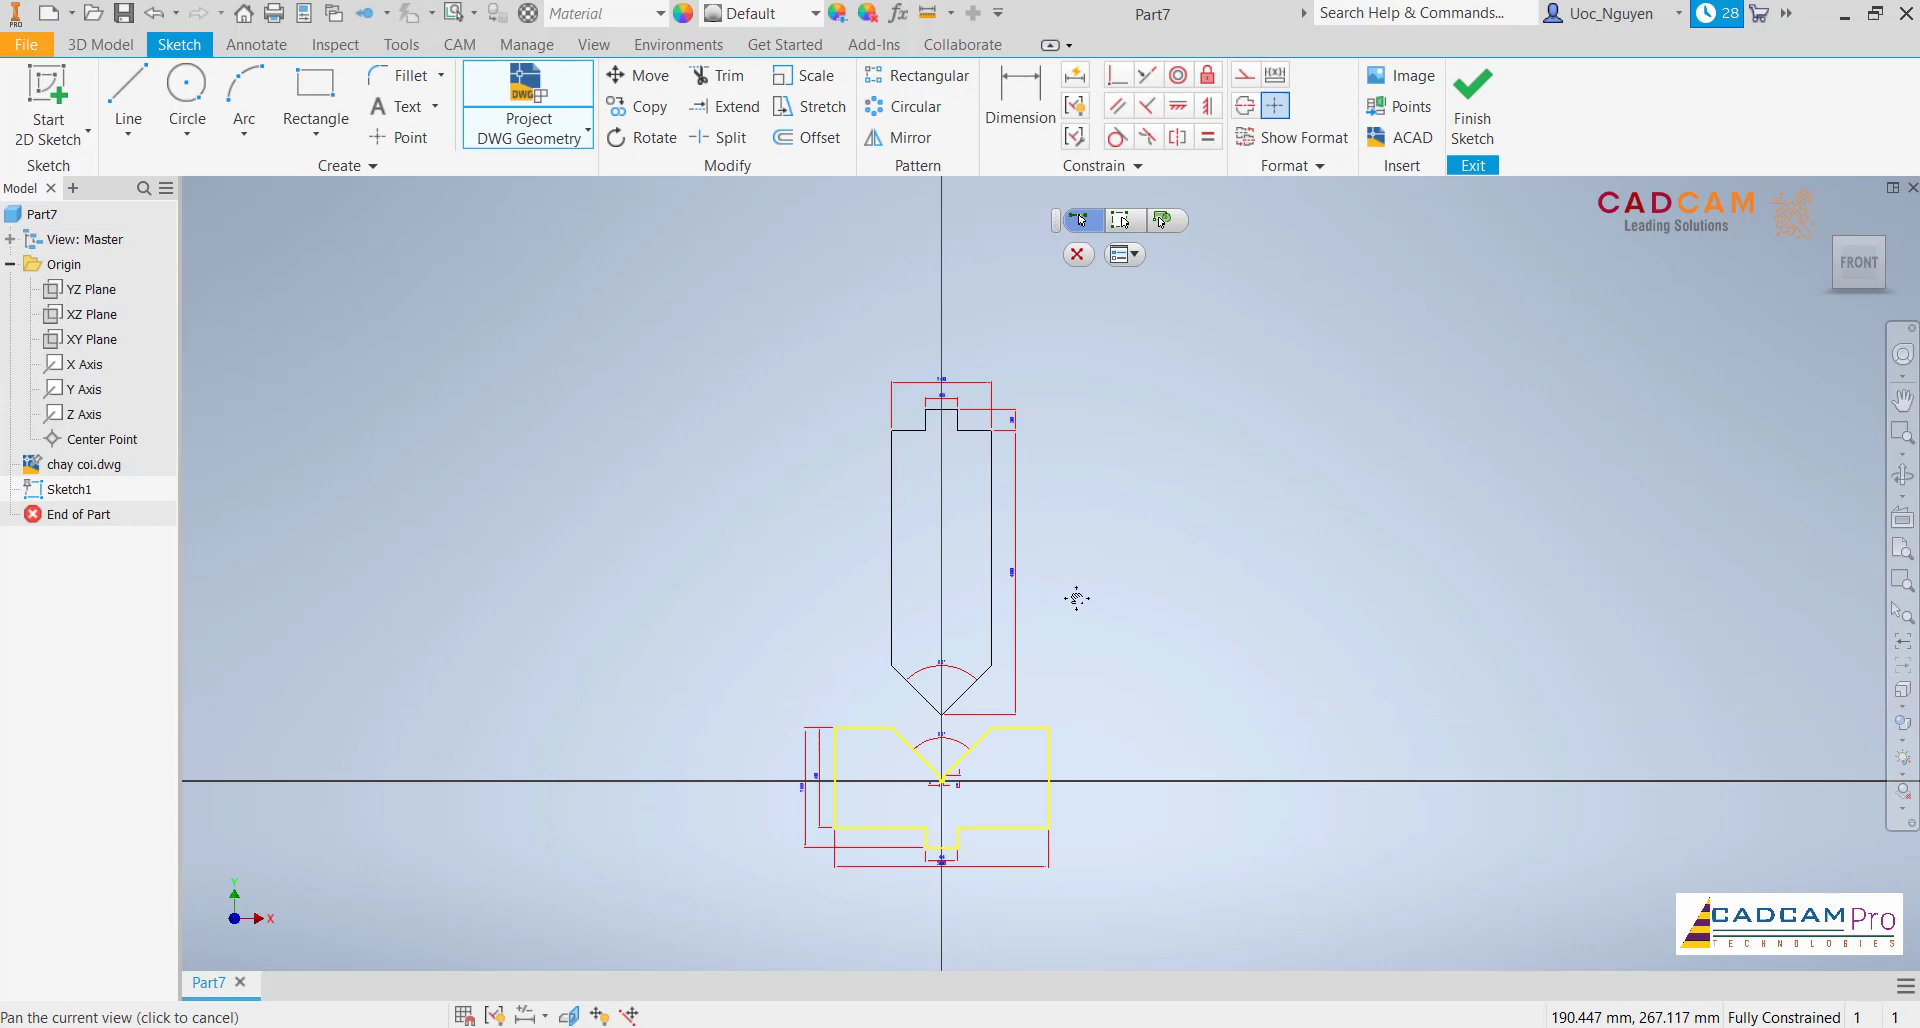 PRO
Material
Default
Part7
Search Help & Commands...
Uoc_Nguyen
28
File
3D Model
Sketch
Annotate
Inspect
Tools
CAM
Manage
View
Environments
Get Started
Add-Ins
Collaborate
Start
2D Sketch
Sketch
Line
Circle
Arc
Rectangle
Fillet
Text
Point
Create
DWG
Project
DWG Geometry
Move
Copy
Rotate
Trim
Extend
Split
Scale
Stretch
Offset
Modify
Rectangular
Circular
Mirror
Pattern
Dimension
Constrain
Show Format
Format
Image
Points
ACAD
Insert
Finish
Sketch
Exit
Model
Part7
View: Master
Origin
YZ Plane
XZ Plane
XY Plane
X Axis
Y Axis
Z Axis
Center Point
chay coi.dwg
Sketch1
End of Part
CADCAM
Leading Solutions
FRONT
Y
X
CADCAM Pro
TECHNOLOGIES
Part7
Pan the current view (click to cancel)
190.447 mm, 267.117 mm
Fully Constrained
1
1